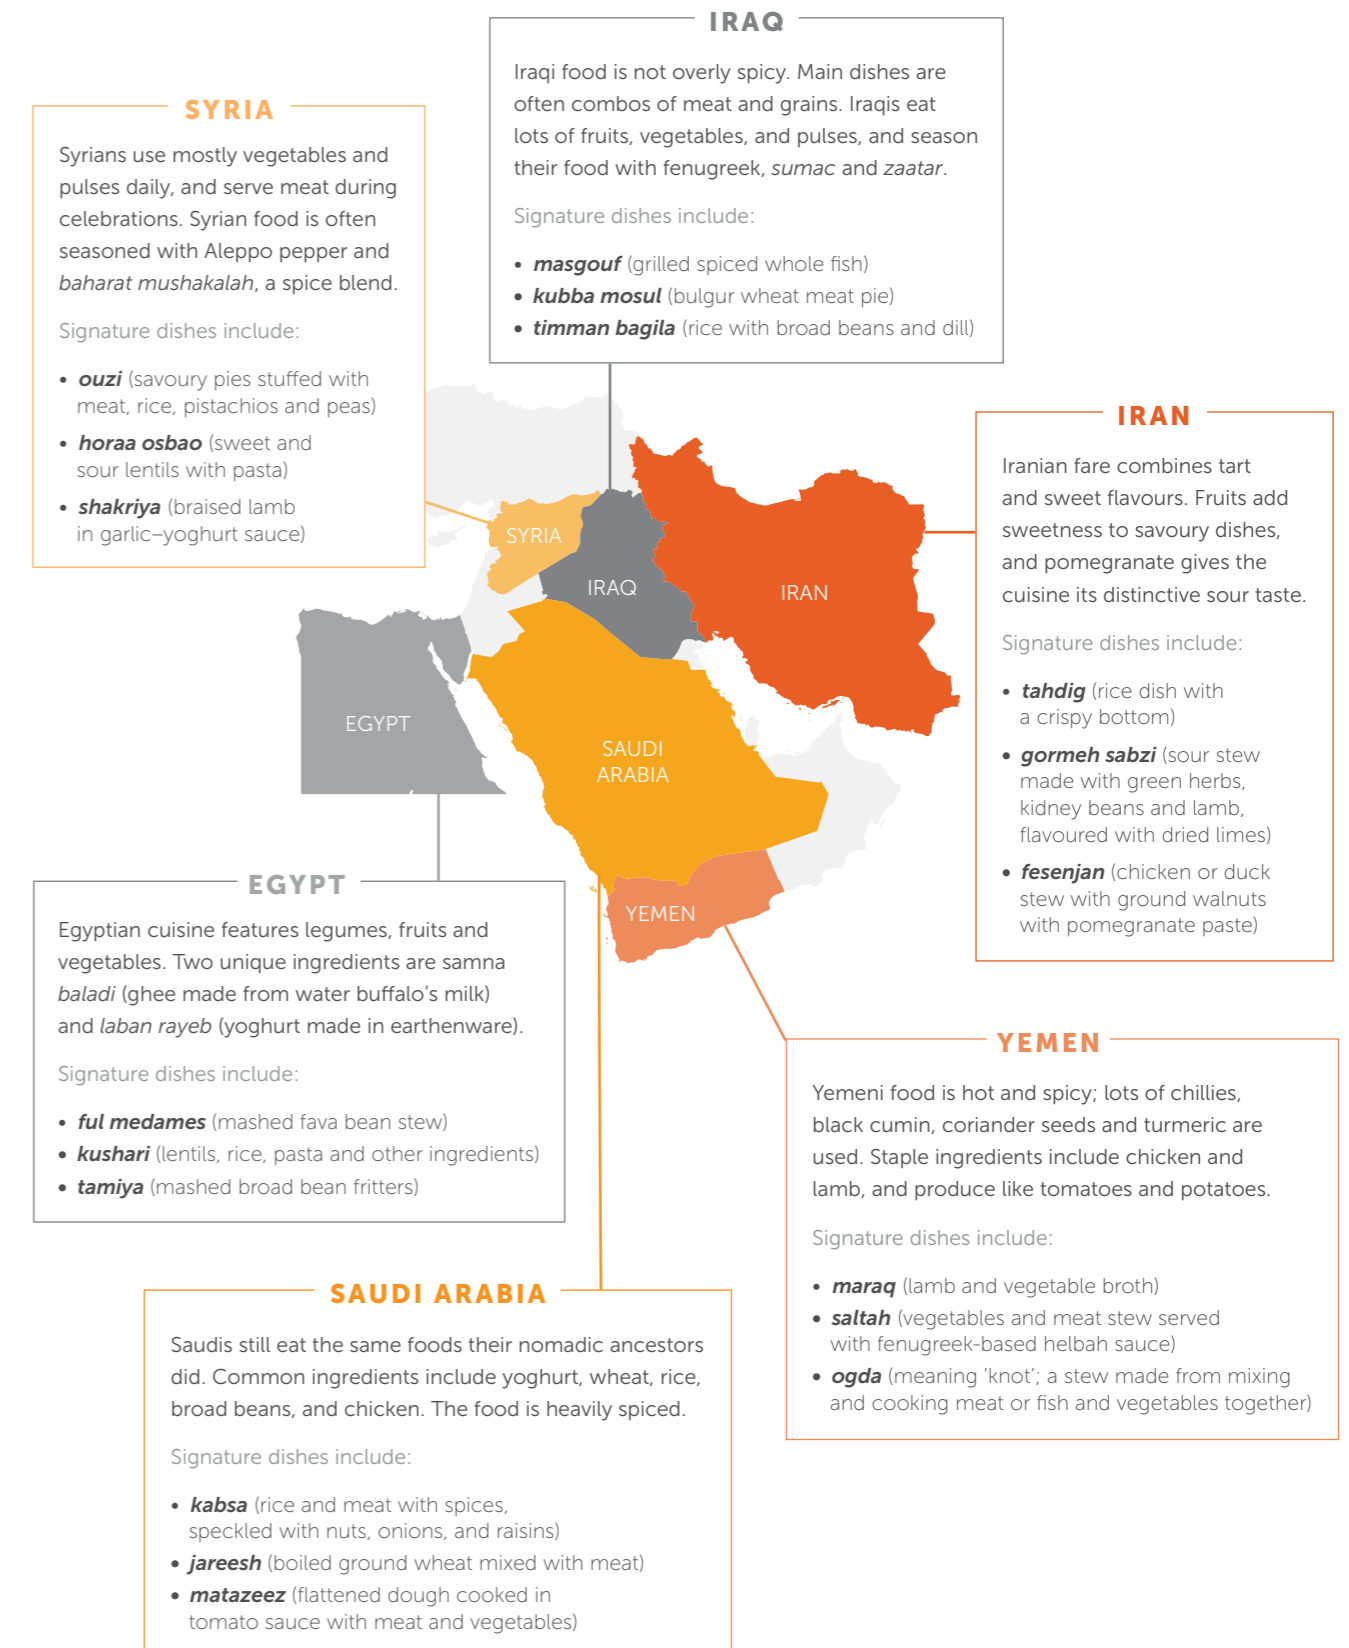 IRAQ
Iraqi food is not overly spicy. Main dishes are
often combos of meat and grains. Iraqis eat
lots of fruits, vegetables, and pulses, and season
their food with fenugreek, sumac and zaatar.
Signature dishes include:
• masgouf (grilled spiced whole fish)
• kubba mosul (bulgur wheat meat pie)
• timman bagila (rice with broad beans and dill)
SYRIA
Syrians use mostly vegetables and
pulses daily, and serve meat during
celebrations. Syrian food is often
seasoned with Aleppo pepper and
baharat mushakalah, a spice blend.
Signature dishes include:
• ouzi (savoury pies stuffed with
meat, rice, pistachios and peas)
• horaa osbao (sweet and
sour lentils with pasta)
• shakriya (braised lamb
in garlic–yoghurt sauce)
IRAN
Iranian fare combines tart
and sweet flavours. Fruits add
sweetness to savoury dishes,
and pomegranate gives the
cuisine its distinctive sour taste.
Signature dishes include:
• tahdig (rice dish with
a crispy bottom)
• gormeh sabzi (sour stew
made with green herbs,
kidney beans and lamb,
flavoured with dried limes)
• fesenjan (chicken or duck
stew with ground walnuts
with pomegranate paste)
SYRIA
IRAQ
IRAN
EGYPT
SAUDI
ARABIA
YEMEN
EGYPT
Egyptian cuisine features legumes, fruits and
vegetables. Two unique ingredients are samna
baladi (ghee made from water buffalo's milk)
and laban rayeb (yoghurt made in earthenware).
Signature dishes include:
• ful medames (mashed fava bean stew)
• kushari (lentils, rice, pasta and other ingredients)
• tamiya (mashed broad bean fritters)
YEMEN
Yemeni food is hot and spicy; lots of chillies,
black cumin, coriander seeds and turmeric are
used. Staple ingredients include chicken and
lamb, and produce like tomatoes and potatoes.
Signature dishes include:
• maraq (lamb and vegetable broth)
• saltah (vegetables and meat stew served
with fenugreek-based helbah sauce)
• ogda (meaning ‘knot’; a stew made from mixing
and cooking meat or fish and vegetables together)
SAUDI ARABIA
Saudis still eat the same foods their nomadic ancestors
did. Common ingredients include yoghurt, wheat, rice,
broad beans, and chicken. The food is heavily spiced.
Signature dishes include:
• kabsa (rice and meat with spices,
speckled with nuts, onions, and raisins)
• jareesh (boiled ground wheat mixed with meat)
• matazeez (flattened dough cooked in
tomato sauce with meat and vegetables)